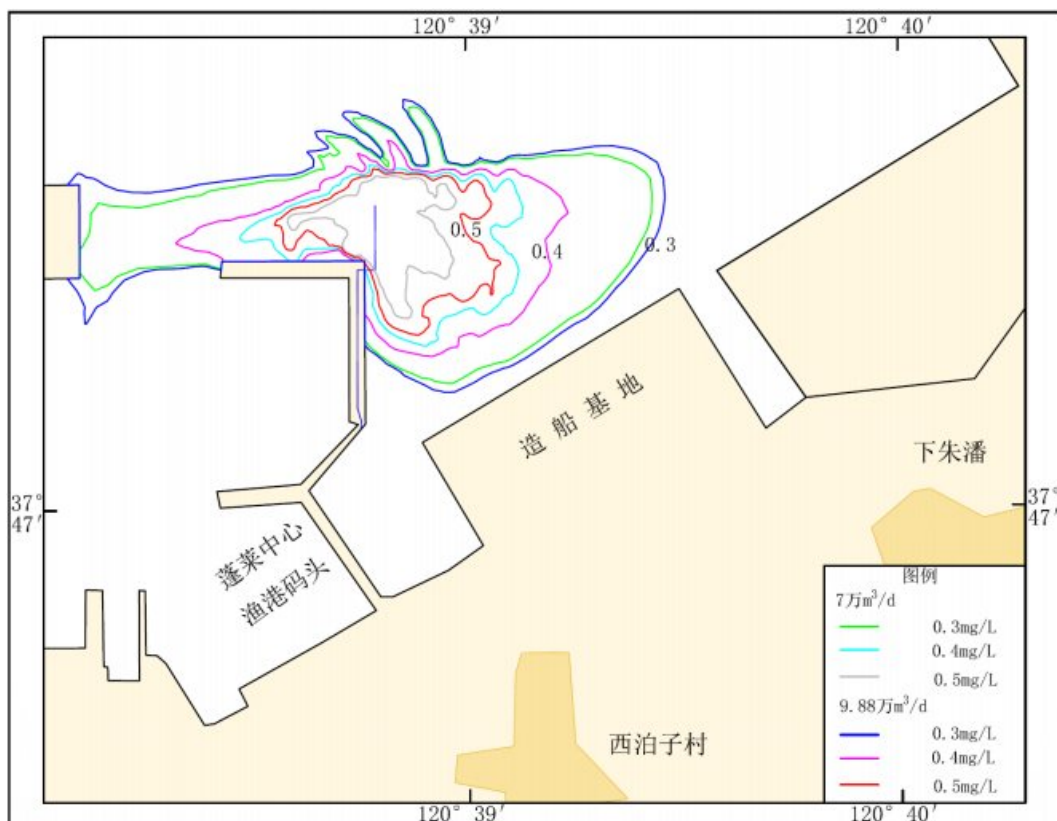 120° 39′
120° 40′
0.5
0.4
0.3
造船基地
下朱潘
37°
47′
37°
47′
蓬莱中心
渔港码头
西泊子村
图例
7万m³/d
0.3mg/L
0.4mg/L
0.5mg/L
9.88万m³/d
0.3mg/L
0.4mg/L
0.5mg/L
120° 39′
120° 40′